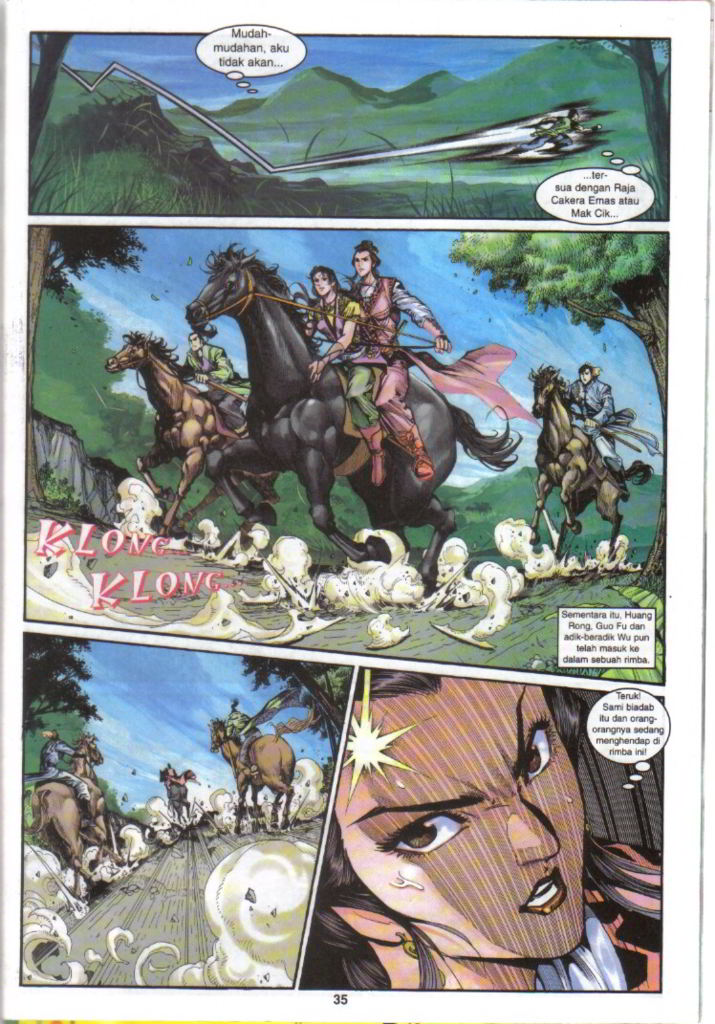 Mudah-
mudahan, aku
tidak akan...
...ter-
sua dengan Raja
Cakera Emas atau
Mak Cik...
KLONG...
KLONG...
Sementara itu, Huang
Rong, Guo Fu dan
adik-beradik Wu pun
telah masuk ke
dalam sebuah rimba.
Teruk!
Sami biadab
itu dan orang-
orangnya sedang
menghendap di
rimba ini!
35